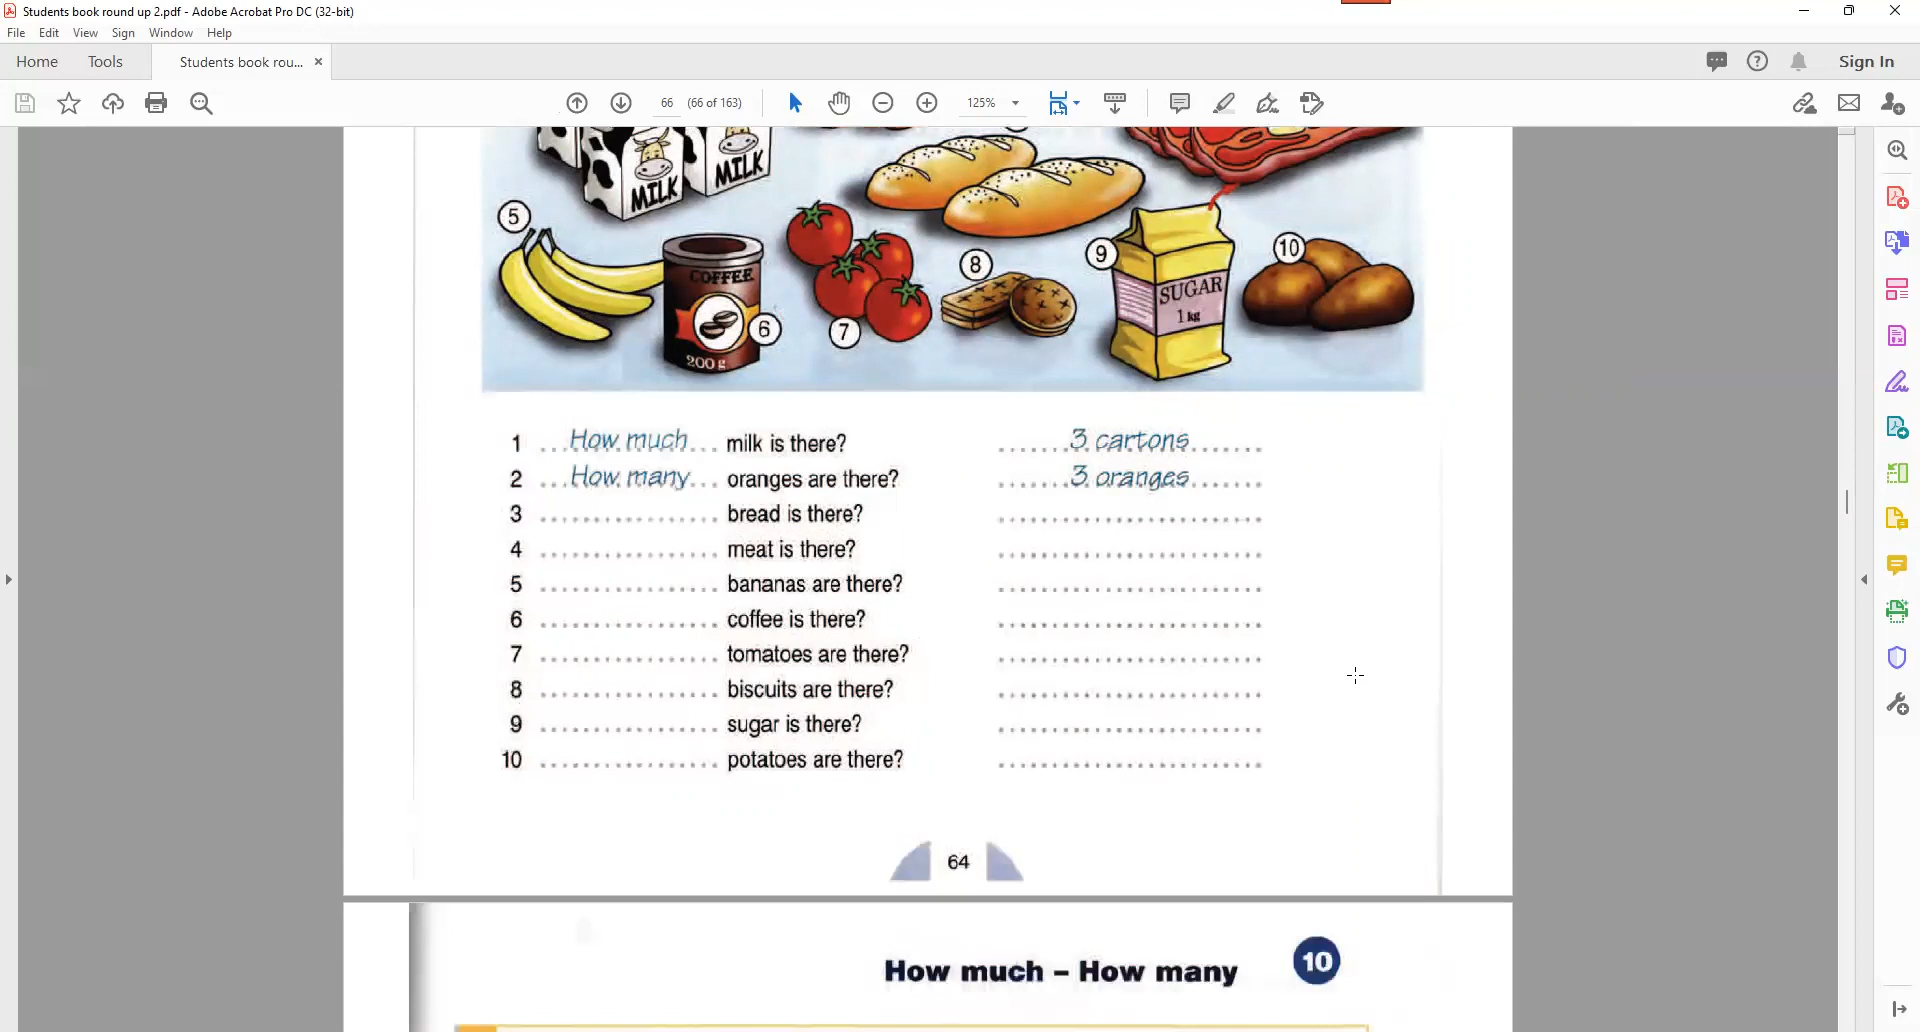 Students book round up 2.pdf - Adobe Acrobat Pro DC (32-bit)
File Edit View Sign Window Help
Home Tools Students book rou... × Sign In
66 (66 of 163) 125%
MILK MILK
5
COFFEE
200 g
6
7
8
9
SUGAR
1 kg
10
1 ...How much... milk is there? ......3 cartons......
2 ...How many... oranges are there? ......3 oranges......
3 ................ bread is there? ........................
4 ................ meat is there? ........................
5 ................ bananas are there? ........................
6 ................ coffee is there? ........................
7 ................ tomatoes are there? ........................
8 ................ biscuits are there? ........................
9 ................ sugar is there? ........................
10 ................ potatoes are there? ........................
64
How much – How many 10